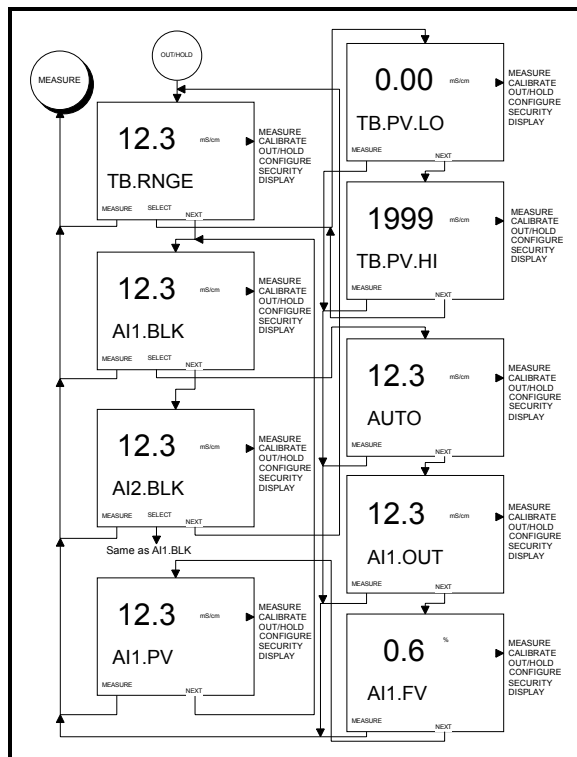 MEASURE
OUT/HOLD
12.3 mS/cm
TB.RNGE
MEASURE SELECT NEXT
MEASURE
CALIBRATE
OUT/HOLD
CONFIGURE
SECURITY
DISPLAY
12.3 mS/cm
AI1.BLK
MEASURE SELECT NEXT
MEASURE
CALIBRATE
OUT/HOLD
CONFIGURE
SECURITY
DISPLAY
12.3 mS/cm
AI2.BLK
MEASURE SELECT NEXT
Same as AI1.BLK
MEASURE
CALIBRATE
OUT/HOLD
CONFIGURE
SECURITY
DISPLAY
12.3 mS/cm
AI1.PV
MEASURE NEXT
MEASURE
CALIBRATE
OUT/HOLD
CONFIGURE
SECURITY
DISPLAY
0.00 mS/cm
TB.PV.LO
MEASURE NEXT
MEASURE
CALIBRATE
OUT/HOLD
CONFIGURE
SECURITY
DISPLAY
1999 mS/cm
TB.PV.HI
MEASURE NEXT
MEASURE
CALIBRATE
OUT/HOLD
CONFIGURE
SECURITY
DISPLAY
12.3 mS/cm
AUTO
MEASURE NEXT
MEASURE
CALIBRATE
OUT/HOLD
CONFIGURE
SECURITY
DISPLAY
12.3 mS/cm
AI1.OUT
MEASURE NEXT
MEASURE
CALIBRATE
OUT/HOLD
CONFIGURE
SECURITY
DISPLAY
0.6 %
AI1.FV
MEASURE NEXT
MEASURE
CALIBRATE
OUT/HOLD
CONFIGURE
SECURITY
DISPLAY